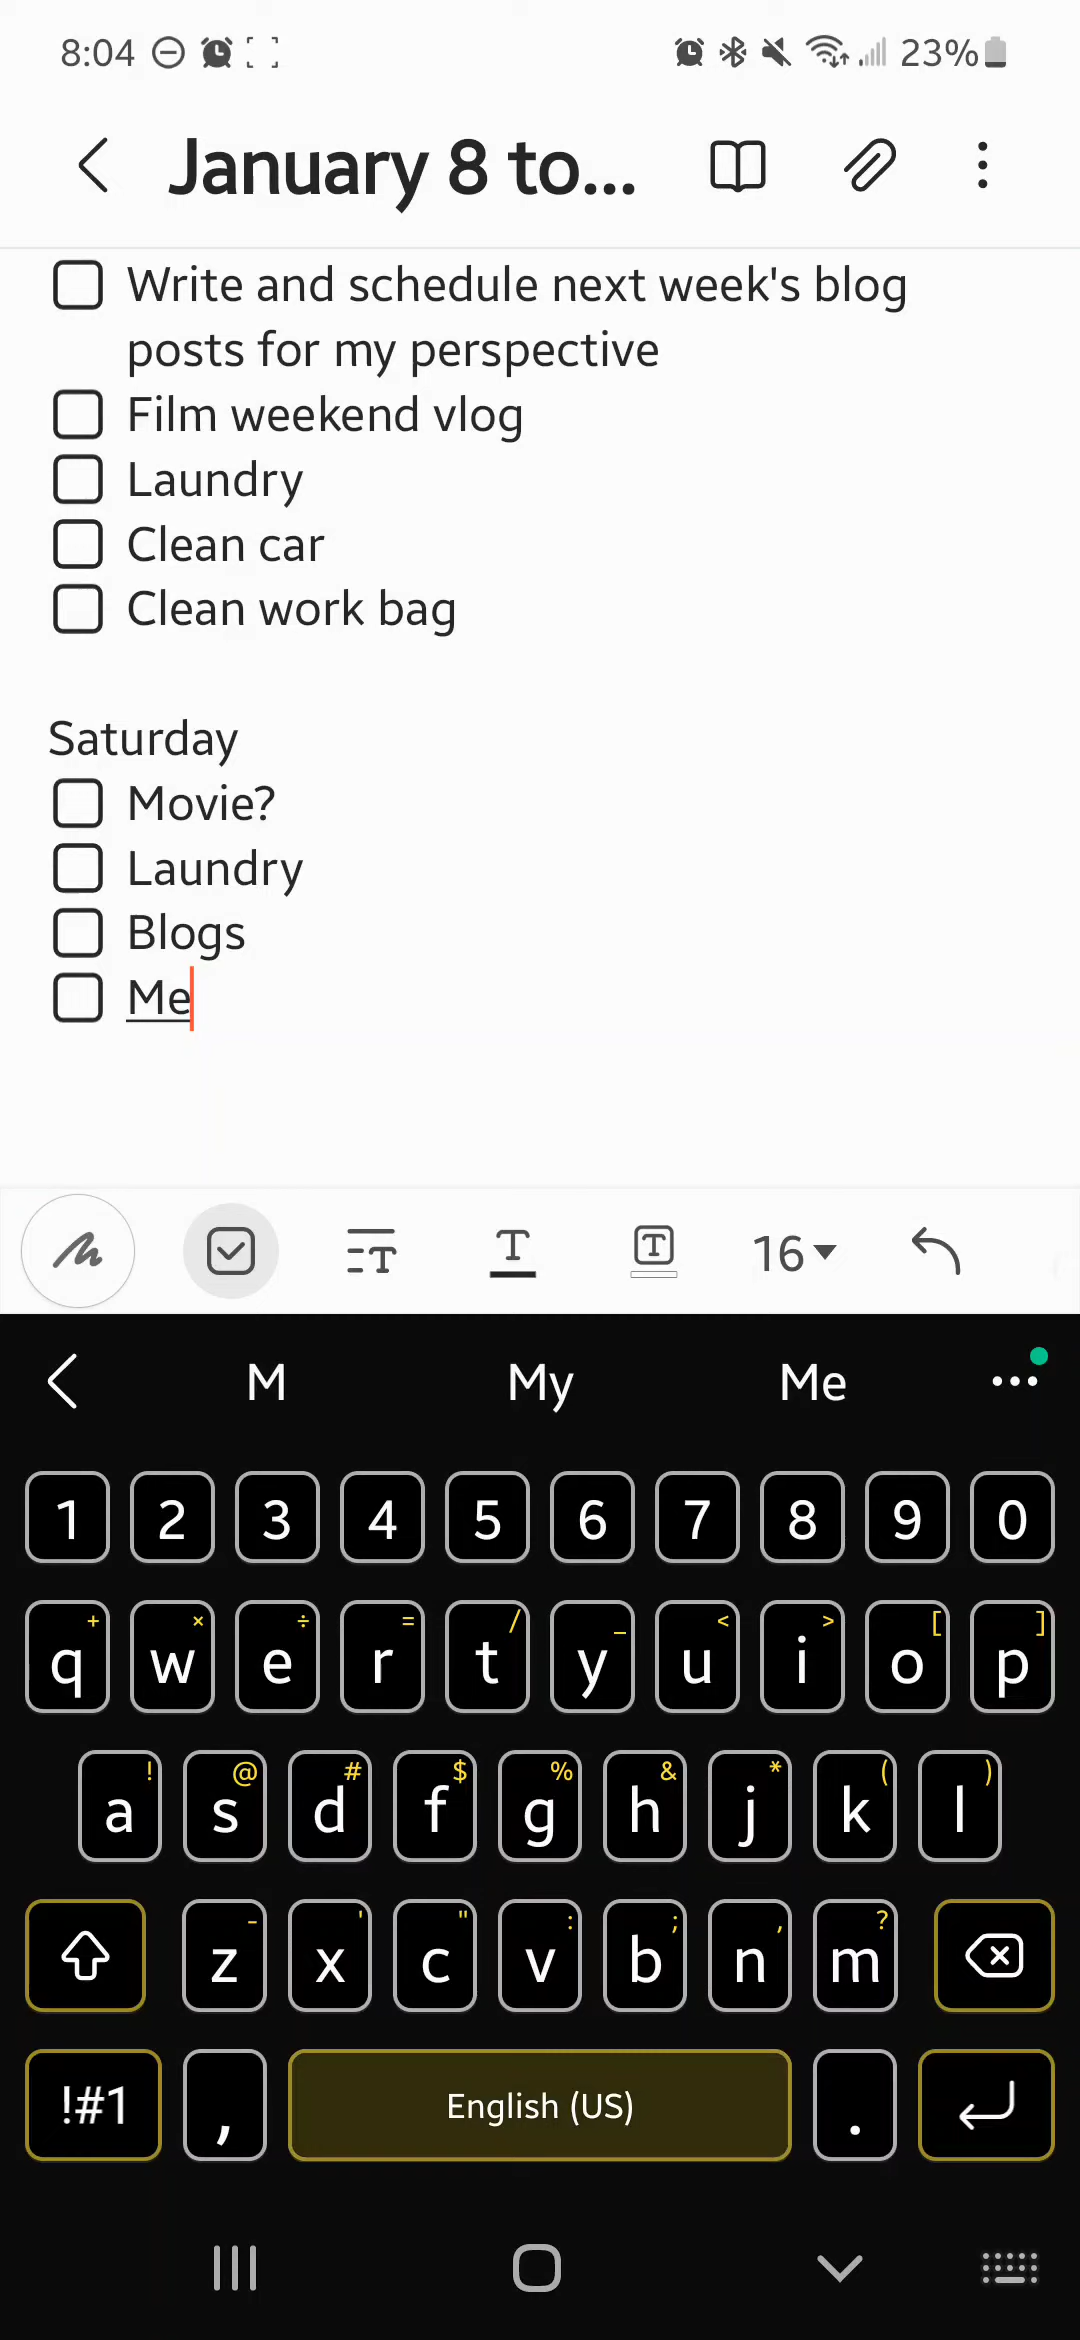 8:04 23%
January 8 to...
Write and schedule next week's blog
posts for my perspective
Film weekend vlog
Laundry
Clean car
Clean work bag
Saturday
Movie?
Laundry
Blogs
Me
T T T 16
M My Me ...
1 2 3 4 5 6 7 8 9 0
+ × ÷ = / _ < > [ ]
q w e r t y u i o p
! @ # $ % & * ( )
a s d f g h j k l
- ' " : ; , ?
z x c v b n m
!#1 , English (US) .